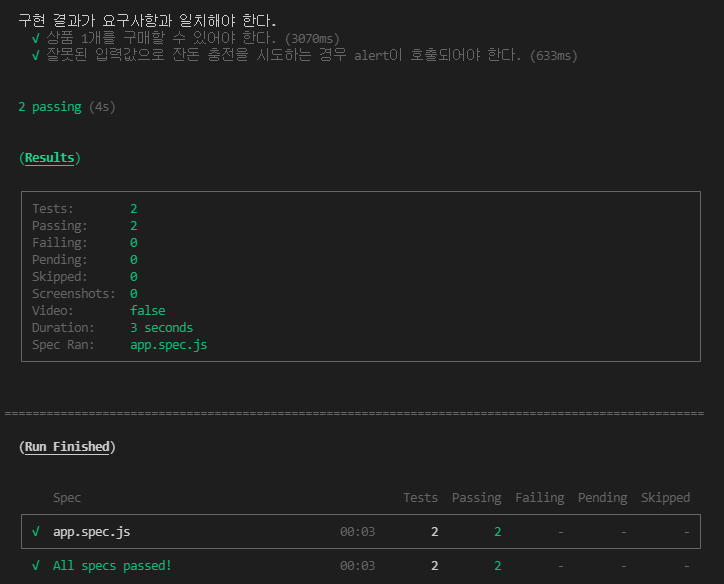 구현 결과가 요구사항과 일치해야 한다.
√ 상품 1개를 구매할 수 있어야 한다. (3070ms)
√ 잘못된 입력값으로 잔돈 충전을 시도하는 경우 alert이 호출되어야 한다. (633ms)
2 passing (4s)
(Results)
Tests: 2
Passing: 2
Failing: 0
Pending: 0
Skipped: 0
Screenshots: 0
Video: false
Duration: 3 seconds
Spec Ran: app.spec.js
====================================================================================================
(Run Finished)
Spec Tests Passing Failing Pending Skipped
√ app.spec.js 00:03 2 2 - - -
√ All specs passed! 00:03 2 2 - - -